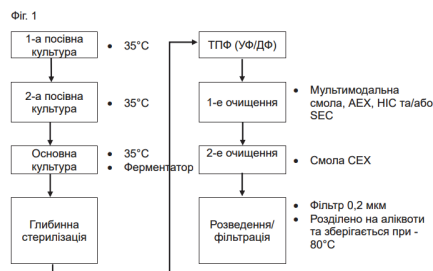 Фіг. 1
1-а посівна
культура
• 35°C
2-а посівна
культура
• 35°C
Основна
культура
• 35°C
• Ферментатор
Глибинна
стерилізація
ТПФ (УФ/ДФ)
1-е очищення
• Мультимодальна
смола, AEX, HIC та/або
SEC
2-е очищення
• Смола CEX
Розведення/
фільтрація
• Фільтр 0,2 мкм
• Розділено на аліквоти
та зберігається при -
80°C